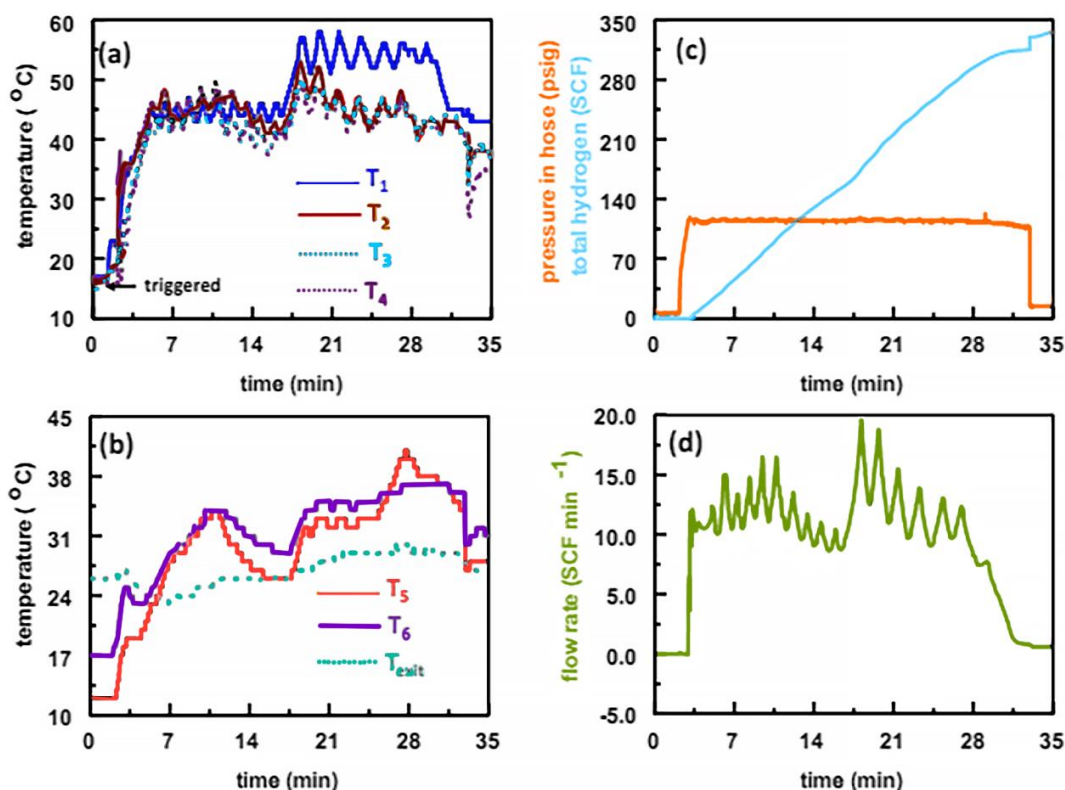 (a)
temperature ( °C)
60
50
40
30
20
10
T1
T2
T3
T4
triggered
0 7 14 21 28 35
time (min)
(c)
pressure in hose (psig)
total hydrogen (SCF)
350
280
210
140
70
0
0 7 14 21 28 35
time (min)
(b)
temperature ( °C)
45
38
31
24
17
10
T5
T6
Texit
0 7 14 21 28 35
time (min)
(d)
flow rate (SCF min -1)
20.0
15.0
10.0
5.0
0.0
-5.0
0 7 14 21 28 35
time (min)